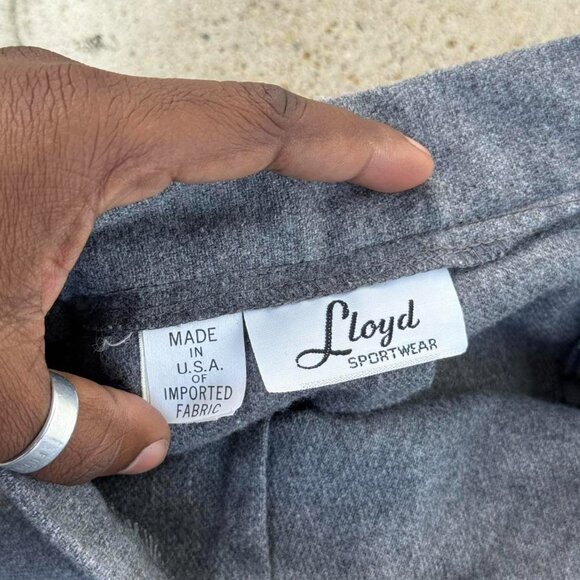 MADE
IN
U.S.A.
OF
IMPORTED
FABRIC
Lloyd
SPORTWEAR